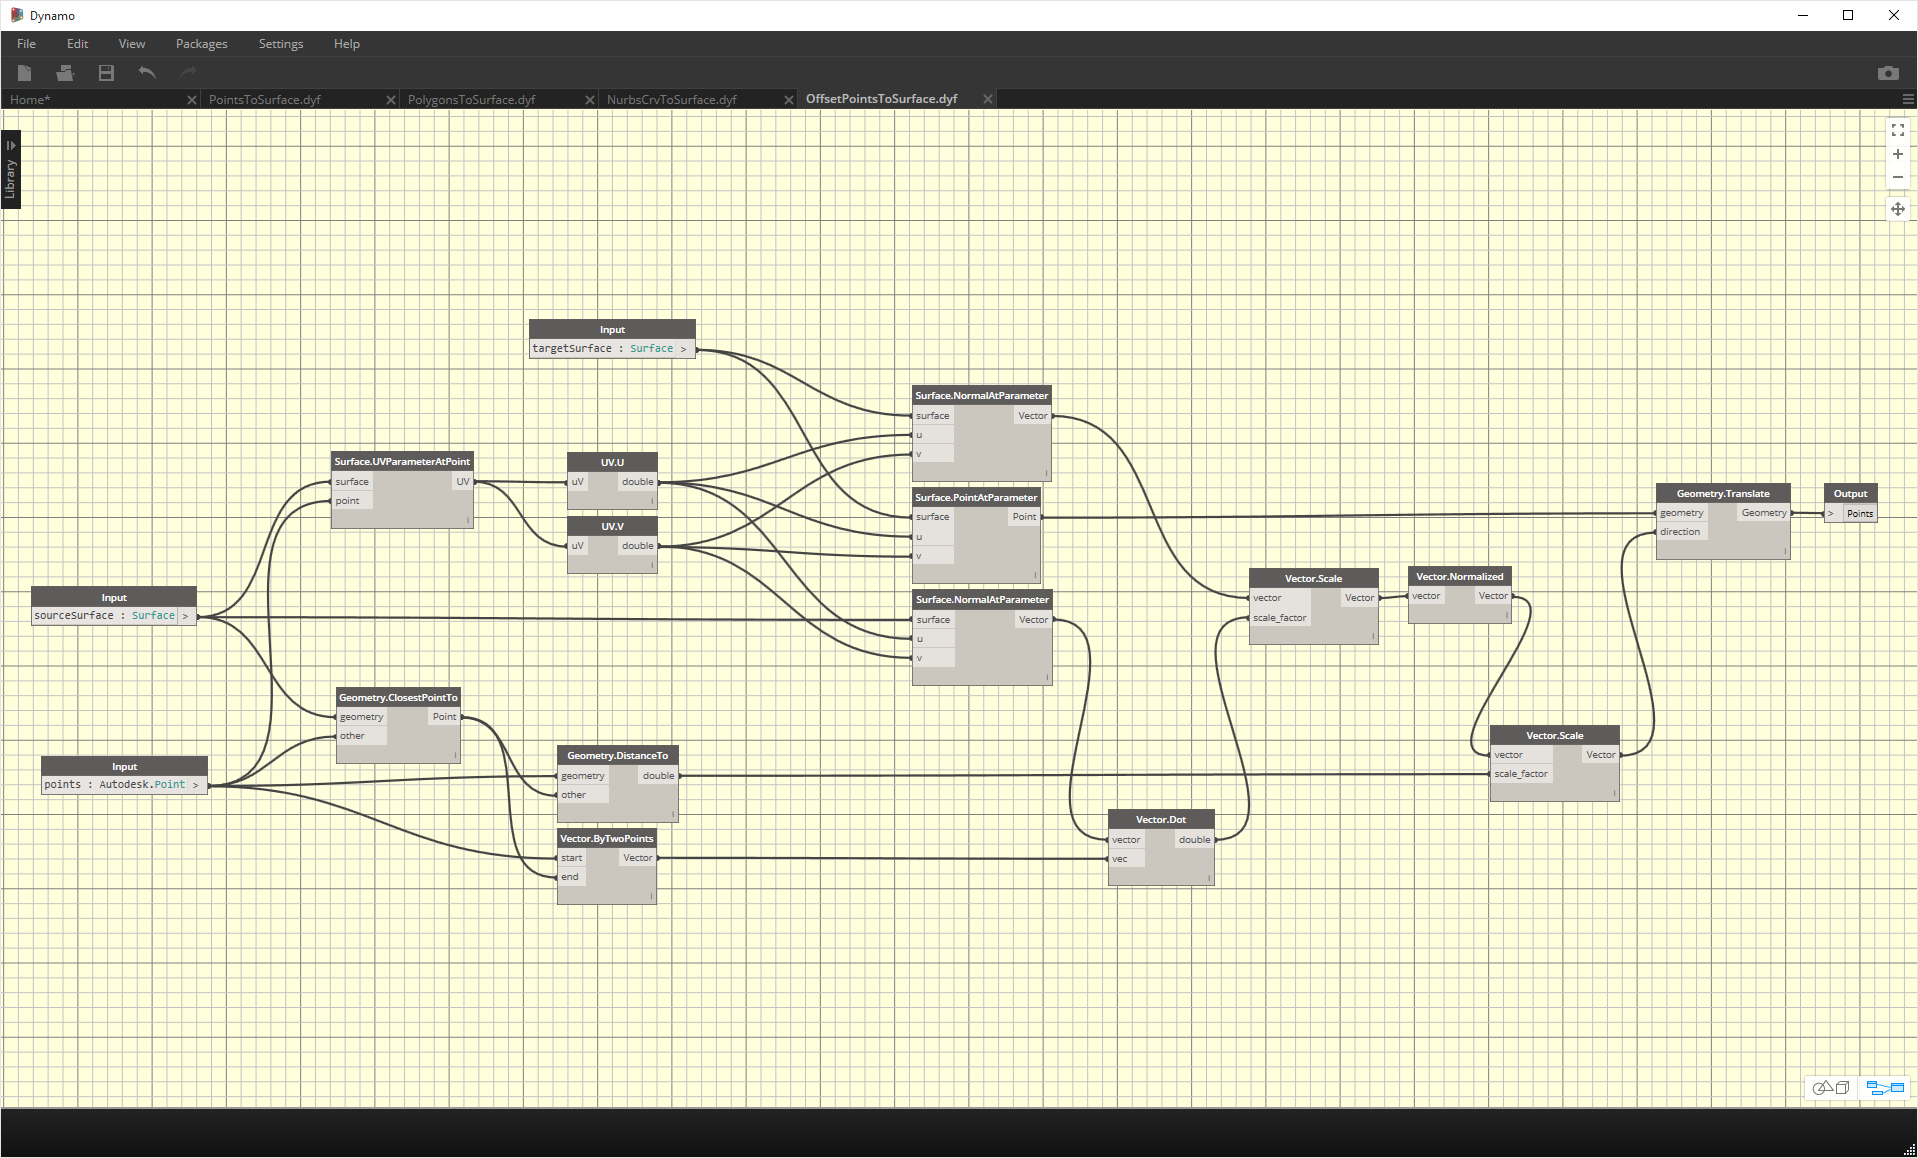 Dynamo
File Edit View Packages Settings Help
Home* PointsToSurface.dyf PolygonsToSurface.dyf NurbsCrvToSurface.dyf OffsetPointsToSurface.dyf
Library
Input
targetSurface : Surface >
Surface.NormalAtParameter
surface Vector
u
v
Surface.UVParameterAtPoint
surface UV
point
UV.U
uV double
UV.V
uV double
Surface.PointAtParameter
surface Point
u
v
Geometry.Translate
geometry Geometry
direction
Output
> Points
Input
sourceSurface : Surface >
Surface.NormalAtParameter
surface Vector
u
v
Vector.Scale
vector Vector
scale_factor
Vector.Normalized
vector Vector
Geometry.ClosestPointTo
geometry Point
other
Input
points : Autodesk.Point >
Geometry.DistanceTo
geometry double
other
Vector.ByTwoPoints
start Vector
end
Vector.Scale
vector Vector
scale_factor
Vector.Dot
vector double
vec